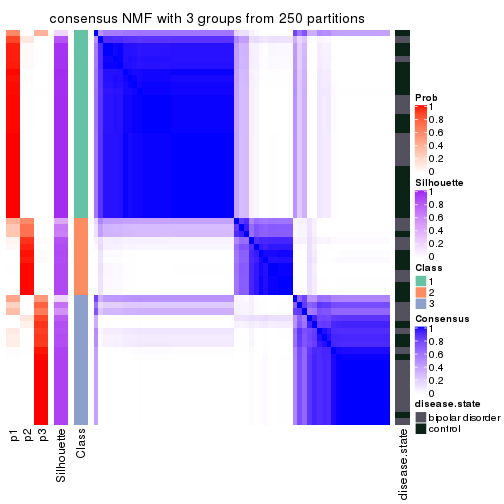 consensus NMF with 3 groups from 250 partitions
Prob
1
0.8
0.6
0.4
0.2
0
Silhouette
1
0.8
0.6
0.4
0.2
0
Class
1
2
3
Consensus
1
0.8
0.6
0.4
0.2
0
disease.state
bipolar disorder
control
p1
p2
p3
Silhouette
Class
disease.state